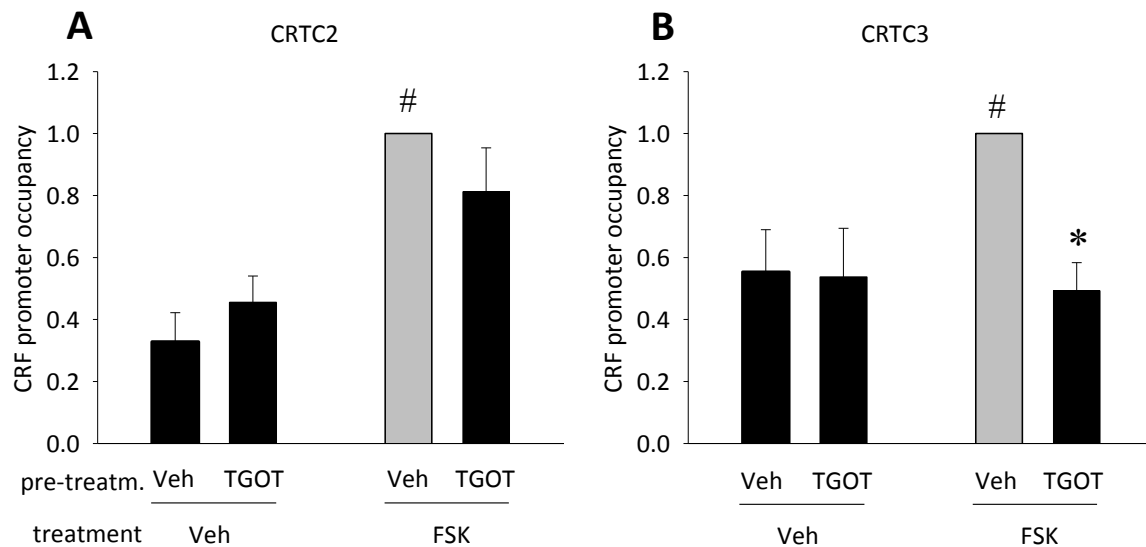 A
CRTC2
CRF promoter occupancy
1.2
1.0
0.8
0.6
0.4
0.2
0.0
#
pre-treatm. Veh TGOT Veh TGOT
treatment Veh FSK
B
CRTC3
CRF promoter occupancy
1.2
1.0
0.8
0.6
0.4
0.2
0.0
#
*
Veh TGOT Veh TGOT
Veh FSK